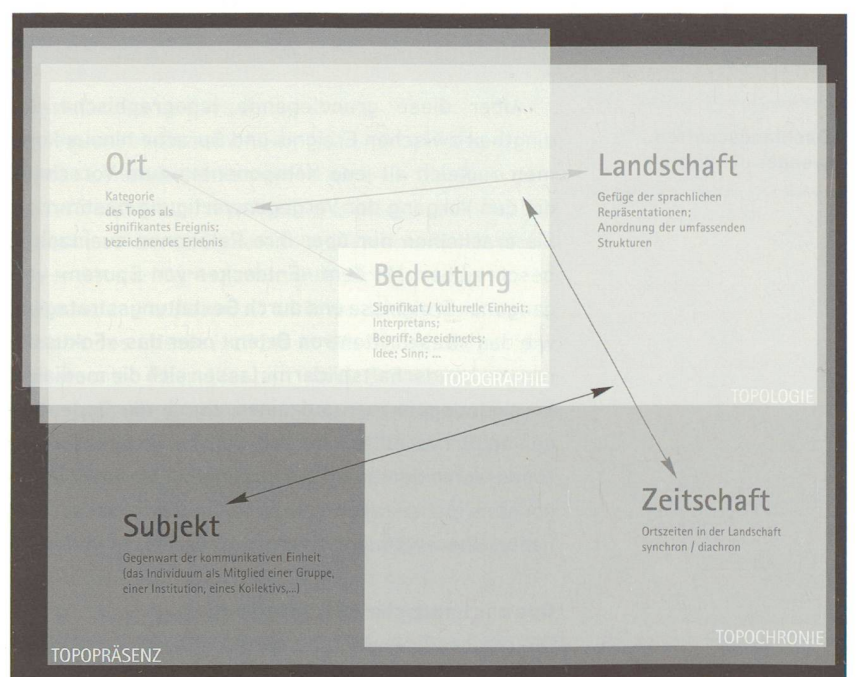 Ort
Kategorie
des Topos als
signifikantes Ereignis;
bezeichnendes Erlebnis
Landschaft
Gefüge der sprachlichen
Repräsentationen;
Anordnung der umfassenden
Strukturen
Bedeutung
Signifikat / kulturelle Einheit;
Interpretans;
Begriff; Bezeichnetes;
Idee; Sinn; ...
TOPOGRAPHIE
TOPOLOGIE
Zeitschaft
Ortszeiten in der Landschaft
synchron / diachron
Subjekt
Gegenwart der kommunikativen Einheit
(das Individuum als Mitglied einer Gruppe,
einer Institution, eines Kollektivs,...)
TOPOCHRONIE
TOPOPRÄSENZ